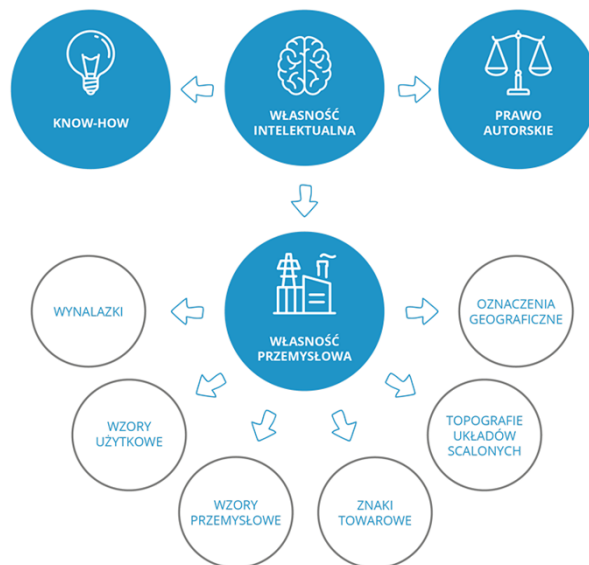 KNOW-HOW
WŁASNOŚĆ
INTELEKTUALNA
PRAWO
AUTORSKIE
WŁASNOŚĆ
PRZEMYSŁOWA
WYNALAZKI
OZNACZENIA
GEOGRAFICZNE
WZORY
UŻYTKOWE
TOPOGRAFIE
UKŁADÓW
SCALONYCH
WZORY
PRZEMYSŁOWE
ZNAKI
TOWAROWE